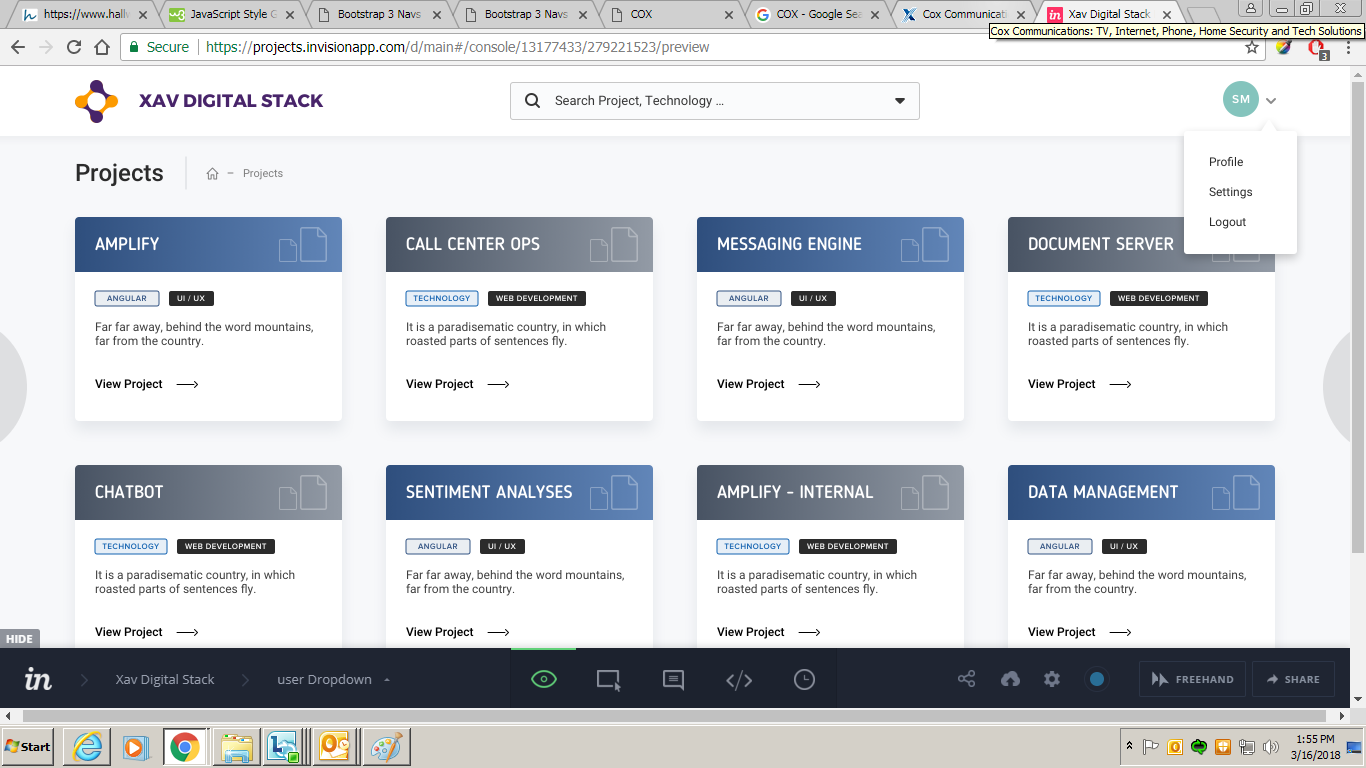 https://www.hallw
JavaScript Style G
Bootstrap 3 Navs
Bootstrap 3 Navs
COX
COX - Google Sea
Cox Communicati
Xav Digital Stack
Cox Communications: TV, Internet, Phone, Home Security and Tech Solutions
Secure
https://projects.invisionapp.com/d/main#/console/13177433/279221523/preview
3
XAV DIGITAL STACK
Search Project, Technology ...
SM
Profile
Settings
Logout
Projects
– Projects
AMPLIFY
ANGULAR
UI / UX
Far far away, behind the word mountains,
far from the country.
View Project
CALL CENTER OPS
TECHNOLOGY
WEB DEVELOPMENT
It is a paradisematic country, in which
roasted parts of sentences fly.
View Project
MESSAGING ENGINE
ANGULAR
UI / UX
Far far away, behind the word mountains,
far from the country.
View Project
DOCUMENT SERVER
TECHNOLOGY
WEB DEVELOPMENT
It is a paradisematic country, in which
roasted parts of sentences fly.
View Project
CHATBOT
TECHNOLOGY
WEB DEVELOPMENT
It is a paradisematic country, in which
roasted parts of sentences fly.
View Project
SENTIMENT ANALYSES
ANGULAR
UI / UX
Far far away, behind the word mountains,
far from the country.
View Project
AMPLIFY - INTERNAL
TECHNOLOGY
WEB DEVELOPMENT
It is a paradisematic country, in which
roasted parts of sentences fly.
View Project
DATA MANAGEMENT
ANGULAR
UI / UX
Far far away, behind the word mountains,
far from the country.
View Project
HIDE
in
Xav Digital Stack
user Dropdown
</>
FREEHAND
SHARE
Start
1:55 PM
3/16/2018